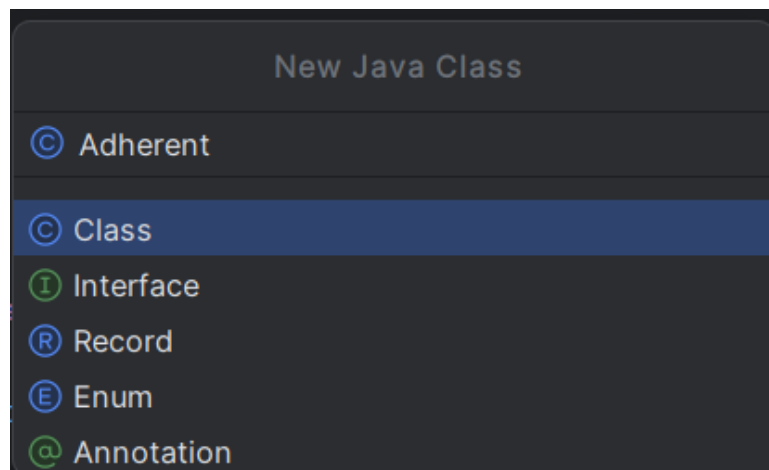 New Java Class
Adherent
Class
Interface
Record
Enum
Annotation